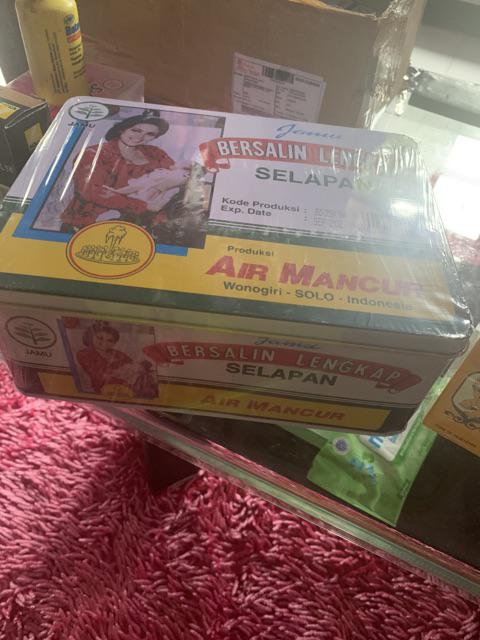 JAMU
Jamu
BERSALIN LENGKAP
SELAPAN
Kode Produksi :
Exp. Date :
Produksi
AIR MANCUR
Wonogiri - SOLO - Indonesia
JAMU
Jamu
BERSALIN LENGKAP
SELAPAN
AIR MANCUR